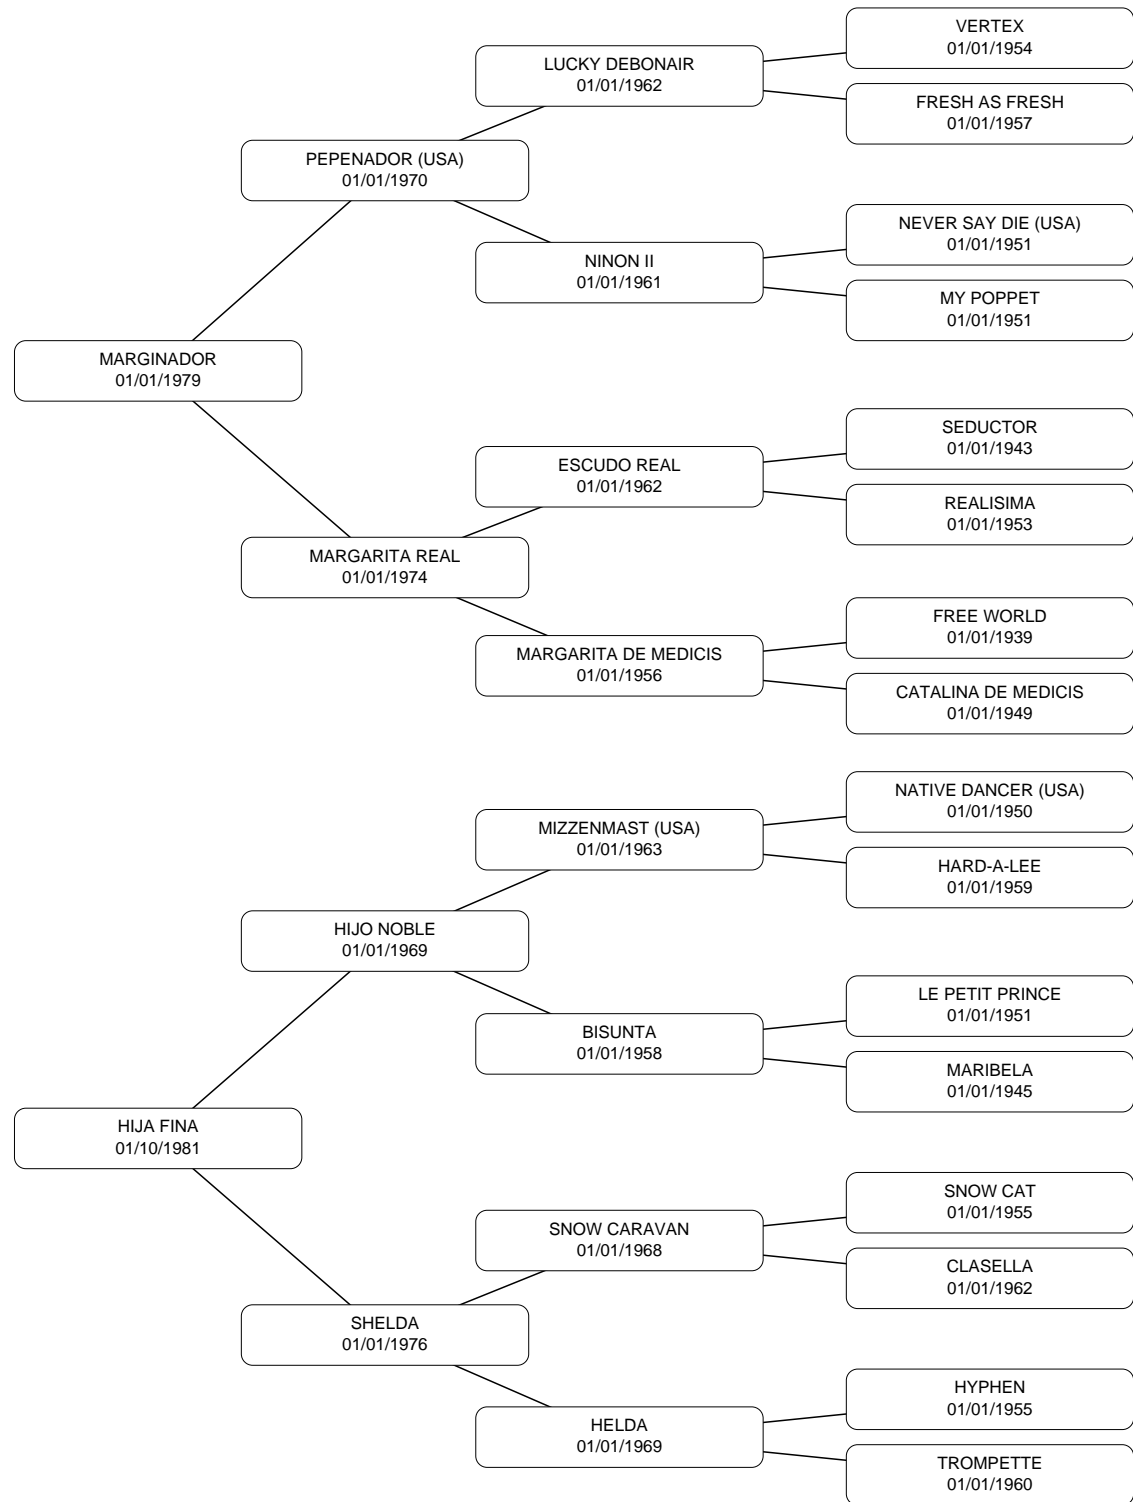 VERTEX
01/01/1954
LUCKY DEBONAIR
01/01/1962
FRESH AS FRESH
01/01/1957
PEPENADOR (USA)
01/01/1970
NEVER SAY DIE (USA)
01/01/1951
NINON II
01/01/1961
MY POPPET
01/01/1951
MARGINADOR
01/01/1979
SEDUCTOR
01/01/1943
ESCUDO REAL
01/01/1962
REALISIMA
01/01/1953
MARGARITA REAL
01/01/1974
FREE WORLD
01/01/1939
MARGARITA DE MEDICIS
01/01/1956
CATALINA DE MEDICIS
01/01/1949
NATIVE DANCER (USA)
01/01/1950
MIZZENMAST (USA)
01/01/1963
HARD-A-LEE
01/01/1959
HIJO NOBLE
01/01/1969
LE PETIT PRINCE
01/01/1951
BISUNTA
01/01/1958
MARIBELA
01/01/1945
HIJA FINA
01/10/1981
SNOW CAT
01/01/1955
SNOW CARAVAN
01/01/1968
CLASELLA
01/01/1962
SHELDA
01/01/1976
HYPHEN
01/01/1955
HELDA
01/01/1969
TROMPETTE
01/01/1960